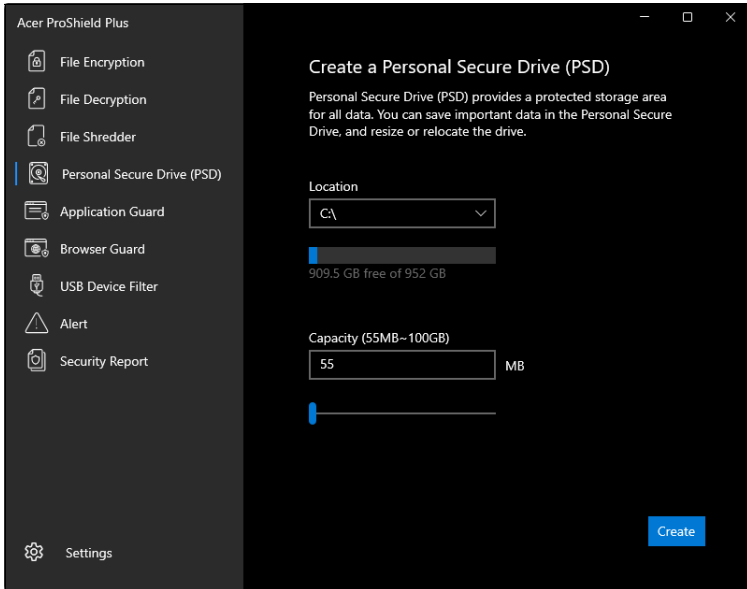 Acer ProShield Plus
File Encryption
File Decryption
File Shredder
Personal Secure Drive (PSD)
Application Guard
Browser Guard
USB Device Filter
Alert
Security Report
Settings
Create a Personal Secure Drive (PSD)
Personal Secure Drive (PSD) provides a protected storage area
for all data. You can save important data in the Personal Secure
Drive, and resize or relocate the drive.
Location
C:\
909.5 GB free of 952 GB
Capacity (55MB~100GB)
55 MB
Create